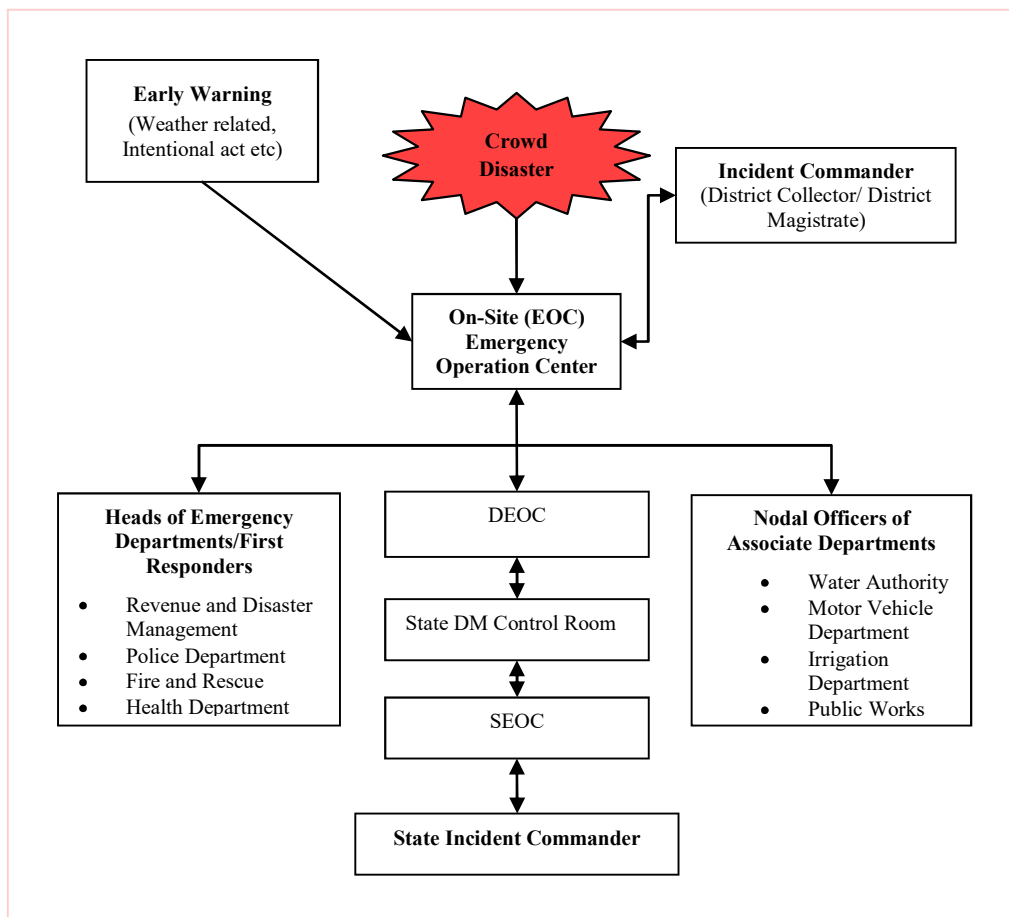 Early Warning
(Weather related,
Intentional act etc)
Crowd
Disaster
Incident Commander
(District Collector/ District
Magistrate)
On-Site (EOC)
Emergency
Operation Center
Heads of Emergency
Departments/First
Responders
• Revenue and Disaster
Management
• Police Department
• Fire and Rescue
• Health Department
DEOC
State DM Control Room
SEOC
State Incident Commander
Nodal Officers of
Associate Departments
• Water Authority
• Motor Vehicle
Department
• Irrigation
Department
• Public Works